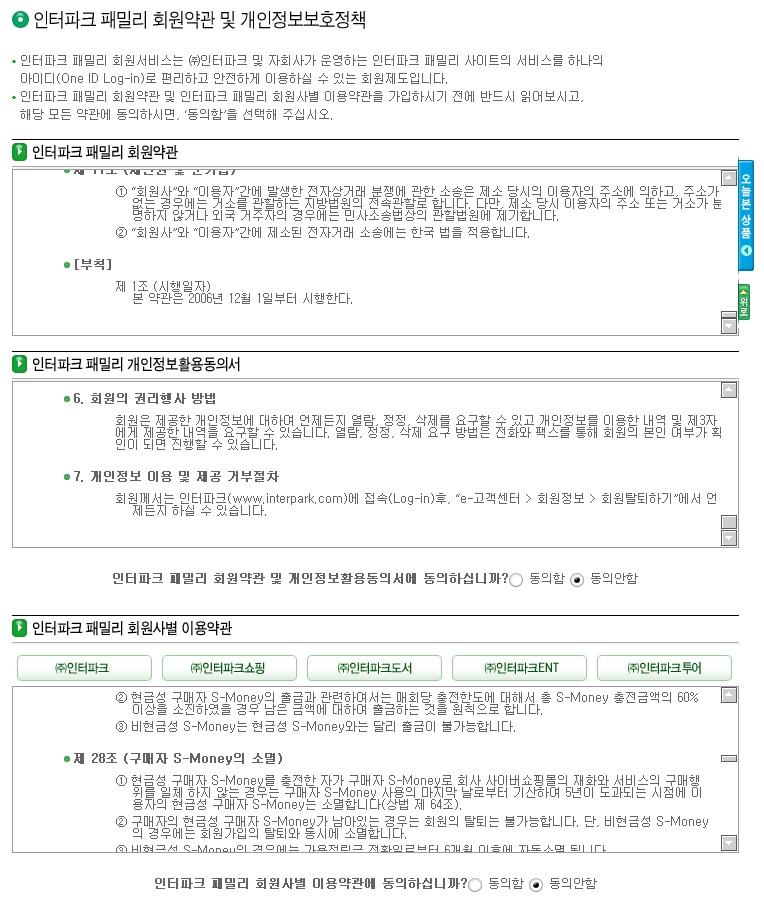 인터파크 패밀리 회원약관 및 개인정보보호정책
인터파크 패밀리 회원서비스는 ㈜인터파크 및 자회사가 운영하는 인터파크 패밀리 사이트의 서비스를 하나의
아이디(One ID Log-in)로 편리하고 안전하게 이용하실 수 있는 회원제도입니다.
인터파크 패밀리 회원약관 및 인터파크 패밀리 회원사별 이용약관을 가입하시기 전에 반드시 읽어보시고,
해당 모든 약관에 동의하시면, ‘동의함’을 선택해 주십시오.
인터파크 패밀리 회원약관
① “회원사”와 “이용자”간에 발생한 전자상거래 분쟁에 관한 소송은 제소 당시의 이용자의 주소에 의하고, 주소가
없는 경우에는 거소를 관할하는 지방법원의 전속관할로 합니다. 다만, 제소 당시 이용자의 주소 또는 거소가 분
명하지 않거나 외국 거주자의 경우에는 민사소송법상의 관할법원에 제기합니다.
② “회원사”와 “이용자”간에 제소된 전자거래 소송에는 한국 법을 적용합니다.
[부칙]
제 1조 (시행일자)
본 약관은 2006년 12월 1일부터 시행한다.
오늘본상품
위로
인터파크 패밀리 개인정보활용동의서
6. 회원의 권리행사 방법
회원은 제공한 개인정보에 대하여 언제든지 열람, 정정, 삭제를 요구할 수 있고 개인정보를 이용한 내역 및 제3자
에게 제공한 내역을 요구할 수 있습니다. 열람, 정정, 삭제 요구 방법은 전화와 팩스를 통해 회원의 본인 여부가 확
인이 되면 진행할 수 있습니다.
7. 개인정보 이용 및 제공 거부절차
회원께서는 인터파크(www.interpark.com)에 접속(Log-in)후, “e-고객센터 > 회원정보 > 회원탈퇴하기”에서 언
제든지 하실 수 있습니다.
인터파크 패밀리 회원약관 및 개인정보활용동의서에 동의하십니까? 동의함 동의안함
인터파크 패밀리 회원사별 이용약관
㈜인터파크 ㈜인터파크쇼핑 ㈜인터파크도서 ㈜인터파크ENT ㈜인터파크투어
② 현금성 구매자 S-Money의 출금과 관련하여서는 매회당 충전한도에 대해서 총 S-Money 충전금액의 60%
이상을 소진하였을 경우 남은 금액에 대하여 출금하는 것을 원칙으로 합니다.
③ 비현금성 S-Money는 현금성 S-Money와는 달리 출금이 불가능합니다.
제 28조 (구매자 S-Money의 소멸)
① 현금성 구매자 S-Money를 충전한 자가 구매자 S-Money로 회사 사이버쇼핑몰의 재화와 서비스의 구매행
위를 일체 하지 않는 경우는 구매자 S-Money 사용의 마지막 날로부터 기산하여 5년이 도과되는 시점에 이
용자의 현금성 구매자 S-Money는 소멸합니다(상법 제 64조).
② 구매자의 현금성 구매자 S-Money가 남아있는 경우는 회원의 탈퇴는 불가능합니다. 단, 비현금성 S-Money
의 경우에는 회원가입의 탈퇴와 동시에 소멸합니다.
③ 비현금성 S-Money의 경우에는 가용적립금 전환일로부터 6개월 이후에 자동소멸 됩니다.
인터파크 패밀리 회원사별 이용약관에 동의하십니까? 동의함 동의안함